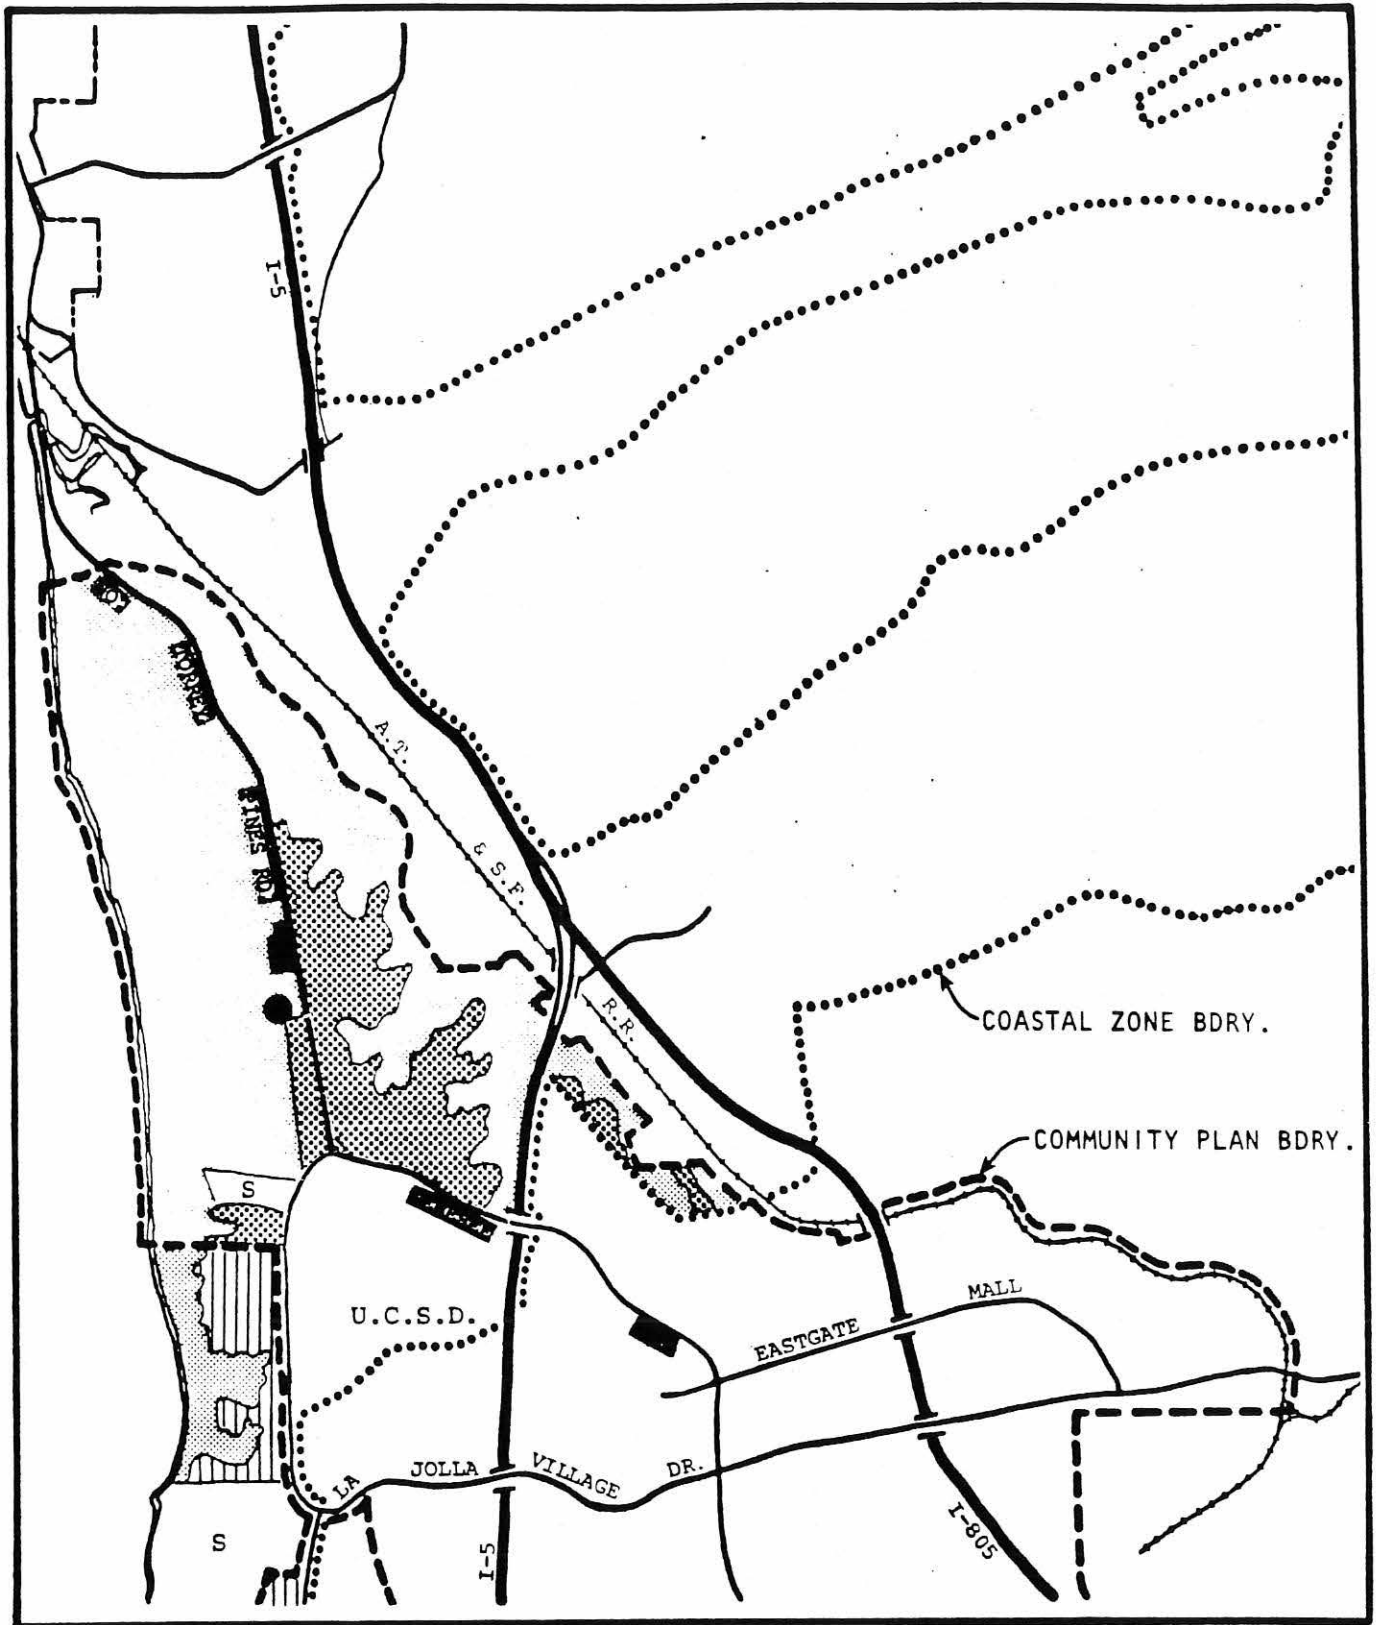 I-5
TORREY
PINES RD.
A.T.
& S.F.
R.R.
COASTAL ZONE BDRY.
COMMUNITY PLAN BDRY.
S
U.C.S.D.
EASTGATE MALL
LA JOLLA VILLAGE DR.
S
I-5
I-805